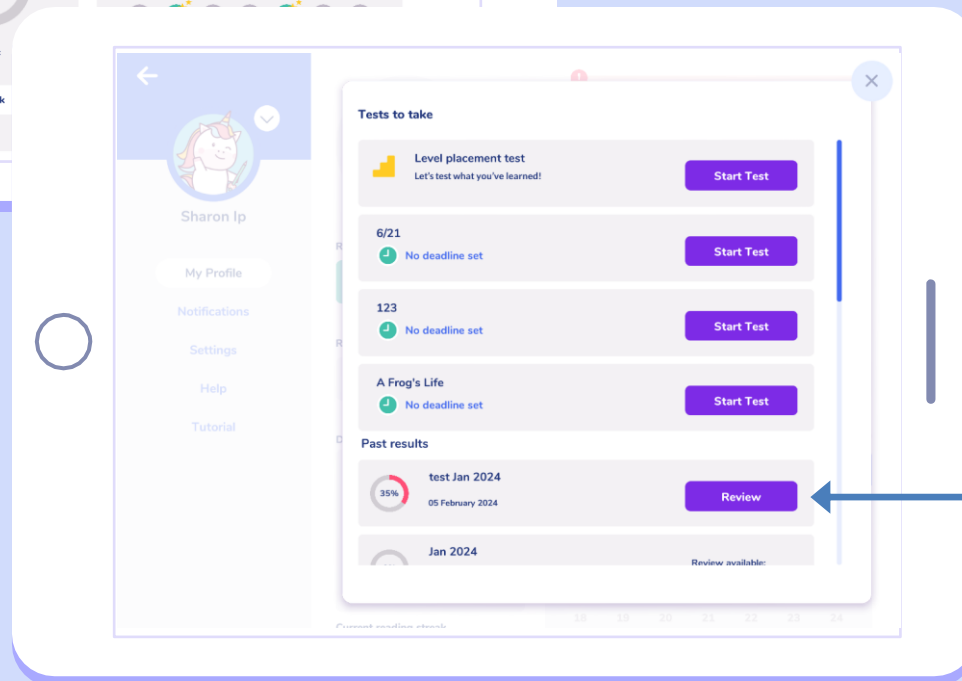 Tests to take
Level placement test
Let's test what you've learned!
Start Test
6/21
No deadline set
Start Test
123
No deadline set
Start Test
A Frog's Life
No deadline set
Start Test
Past results
35%
test Jan 2024
05 February 2024
Review
Jan 2024
Review available:
Sharon Ip
My Profile
Notifications
Settings
Help
Tutorial
Current reading streak
18 19 20 21 22 23 24